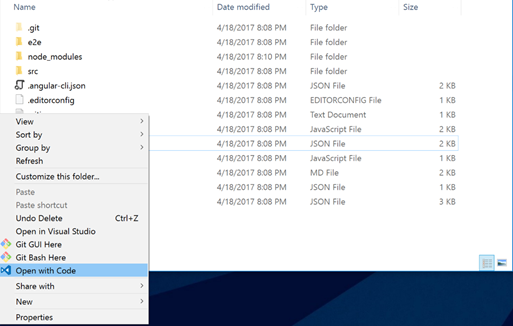 Name Date modified Type Size
.git 4/18/2017 8:08 PM File folder
e2e 4/18/2017 8:08 PM File folder
node_modules 4/18/2017 8:10 PM File folder
src 4/18/2017 8:08 PM File folder
.angular-cli.json 4/18/2017 8:08 PM JSON File 2 KB
.editorconfig 4/18/2017 8:08 PM EDITORCONFIG File 1 KB
4/18/2017 8:08 PM Text Document 1 KB
4/18/2017 8:08 PM JavaScript File 2 KB
4/18/2017 8:08 PM JSON File 2 KB
4/18/2017 8:08 PM JavaScript File 1 KB
4/18/2017 8:08 PM MD File 2 KB
4/18/2017 8:08 PM JSON File 1 KB
4/18/2017 8:08 PM JSON File 3 KB
View
Sort by
Group by
Refresh
Customize this folder...
Paste
Paste shortcut
Undo Delete Ctrl+Z
Open in Visual Studio
Git GUI Here
Git Bash Here
Open with Code
Share with
New
Properties